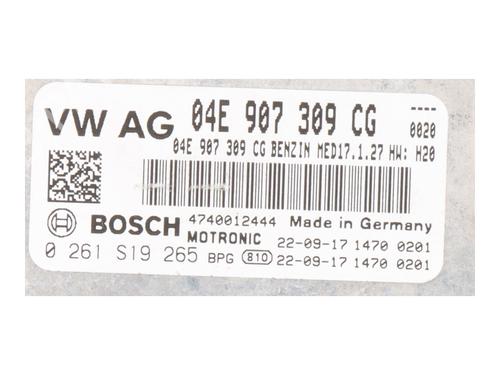 VW AG 04E 907 309 CG ----
0020
04E 907 309 CG BENZIN MED17.1.27 HW: H20
BOSCH 4740012444 Made in Germany
MOTRONIC 22-09-17 1470 0201
0 261 S19 265 BPG 810 22-09-17 1470 0201